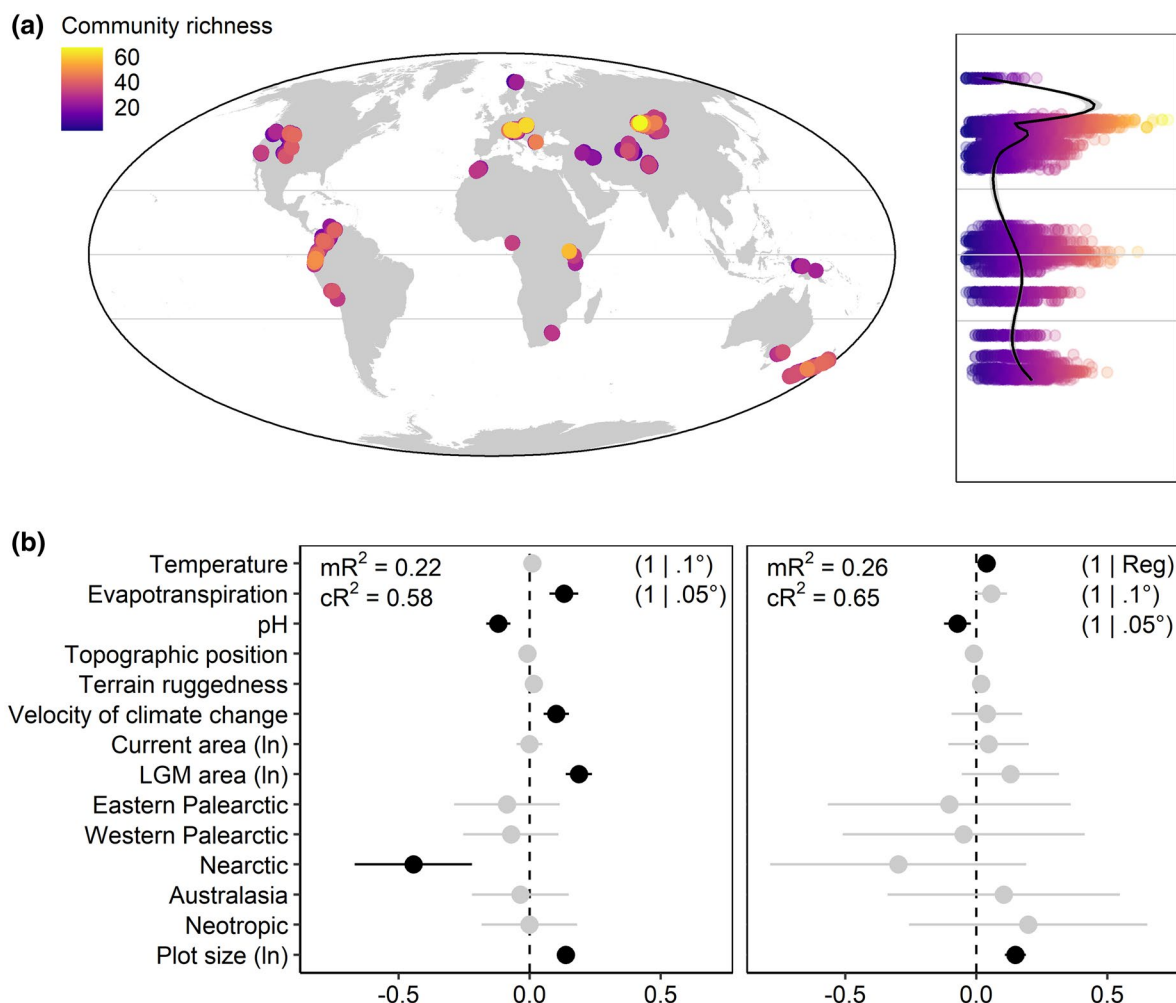 (a) Community richness
60
40
20
(b)
Temperature
Evapotranspiration
pH
Topographic position
Terrain ruggedness
Velocity of climate change
Current area (ln)
LGM area (ln)
Eastern Palearctic
Western Palearctic
Nearctic
Australasia
Neotropic
Plot size (ln)
mR² = 0.22 (1 | .1°)
cR² = 0.58 (1 | .05°)
-0.5 0.0 0.5
mR² = 0.26 (1 | Reg)
cR² = 0.65 (1 | .1°)
(1 | .05°)
-0.5 0.0 0.5